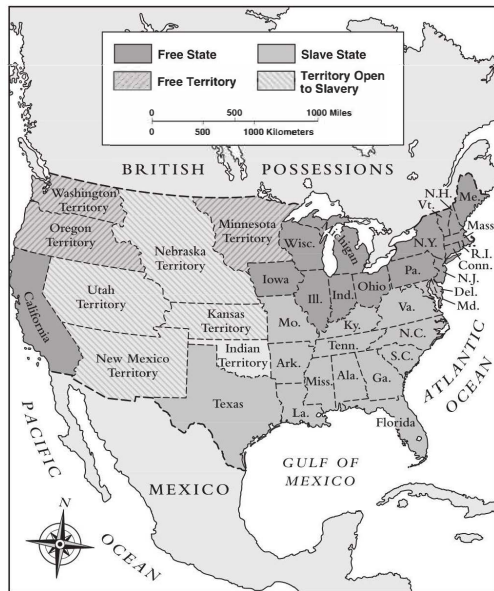 Free State
Slave State
Free Territory
Territory Open
to Slavery
0 500 1000 Miles
0 500 1000 Kilometers
BRITISH POSSESSIONS
Washington
Territory
Oregon
Territory
California
Utah
Territory
New Mexico
Territory
Nebraska
Territory
Kansas
Territory
Indian
Territory
Texas
Minnesota
Territory
Wisc.
Iowa
Ill.
Ind.
Ohio
Mo.
Ark.
La.
Ky.
Tenn.
Miss.
Ala.
Ga.
Florida
S.C.
N.C.
Va.
Pa.
N.Y.
N.H.
Vt.
Me.
Mass.
R.I.
Conn.
N.J.
Del.
Md.
ATLANTIC
OCEAN
GULF OF
MEXICO
MEXICO
PACIFIC
OCEAN
N